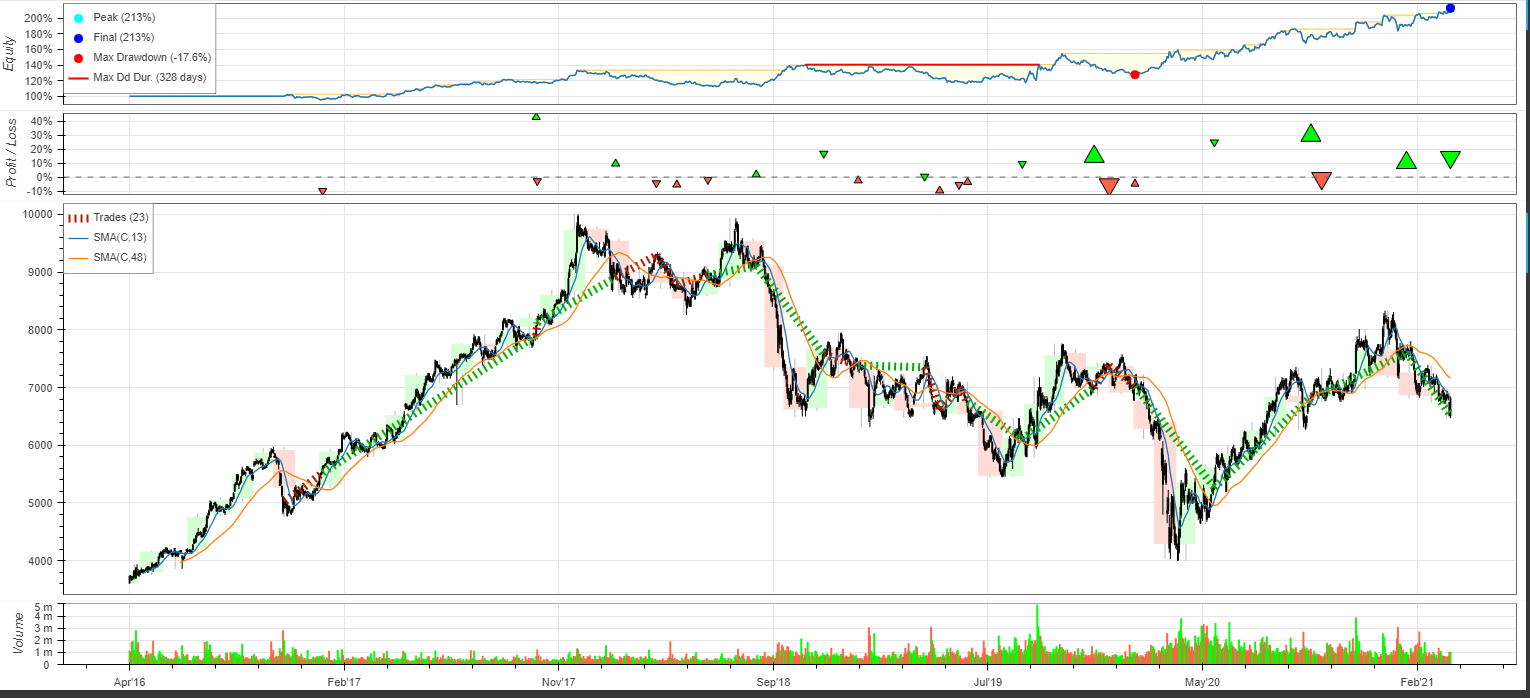 Equity
200%
180%
160%
140%
120%
100%
Peak (213%)
Final (213%)
Max Drawdown (-17.6%)
Max Dd Dur. (328 days)
Profit / Loss
40%
30%
20%
10%
0%
-10%
10000
9000
8000
7000
6000
5000
4000
Trades (23)
SMA(C,13)
SMA(C,48)
Volume
5 m
4 m
3 m
2 m
1 m
0
Apr'16 Feb'17 Nov'17 Sep'18 Jul'19 May'20 Feb'21